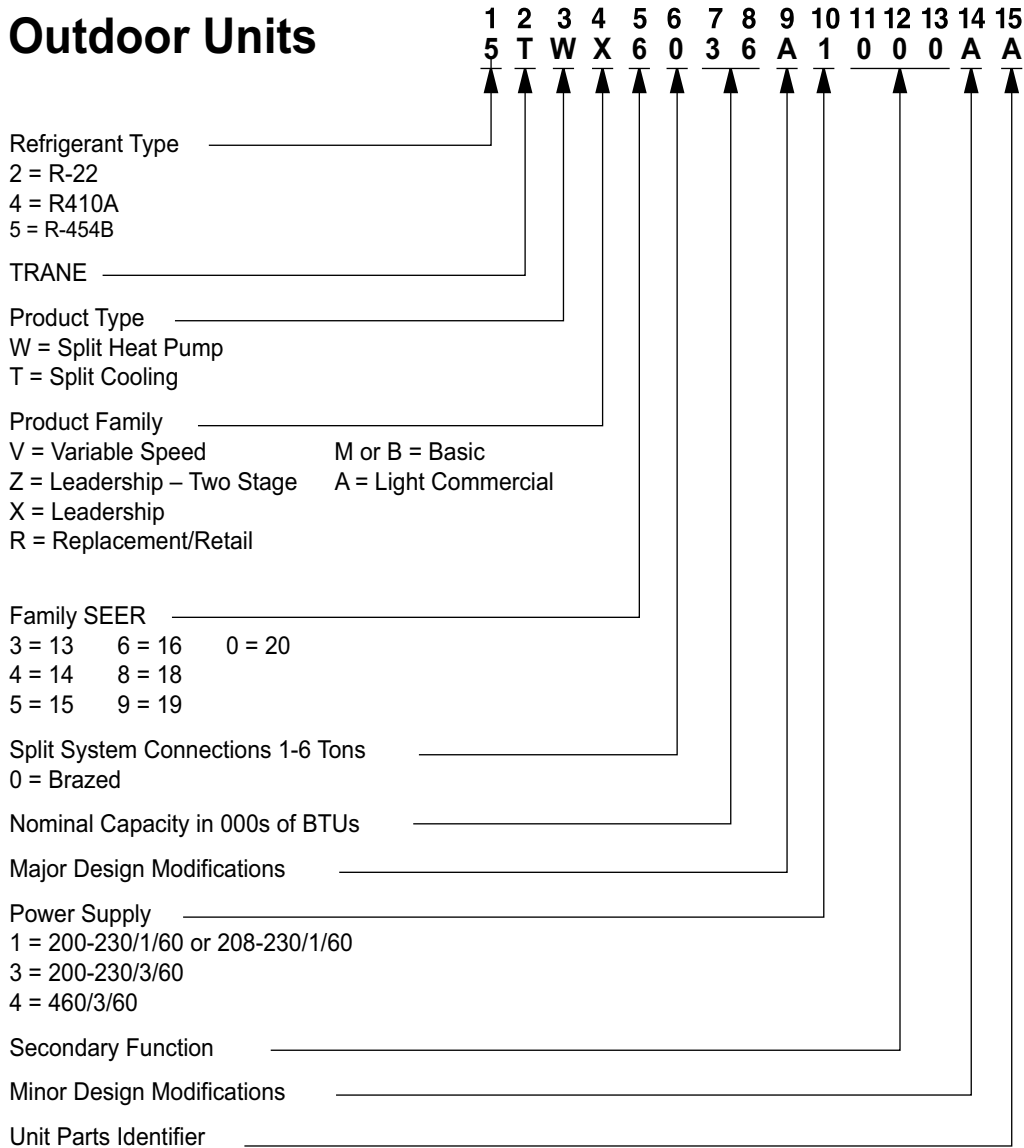 Outdoor Units
1 2 3 4 5 6 7 8 9 10 11 12 13 14 15
5 T W X 6 0 3 6 A 1 0 0 0 A A
Refrigerant Type
2 = R-22
4 = R410A
5 = R-454B
TRANE
Product Type
W = Split Heat Pump
T = Split Cooling
Product Family
V = Variable Speed M or B = Basic
Z = Leadership – Two Stage A = Light Commercial
X = Leadership
R = Replacement/Retail
Family SEER
3 = 13 6 = 16 0 = 20
4 = 14 8 = 18
5 = 15 9 = 19
Split System Connections 1-6 Tons
0 = Brazed
Nominal Capacity in 000s of BTUs
Major Design Modifications
Power Supply
1 = 200-230/1/60 or 208-230/1/60
3 = 200-230/3/60
4 = 460/3/60
Secondary Function
Minor Design Modifications
Unit Parts Identifier